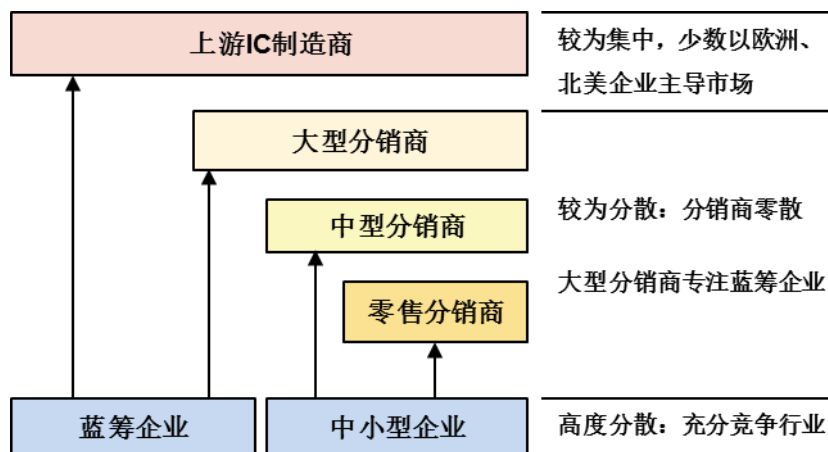 上游IC制造商
较为集中，少数以欧洲、
北美企业主导市场
大型分销商
中型分销商
较为分散：分销商零散
零售分销商
大型分销商专注蓝筹企业
蓝筹企业
中小型企业
高度分散：充分竞争行业